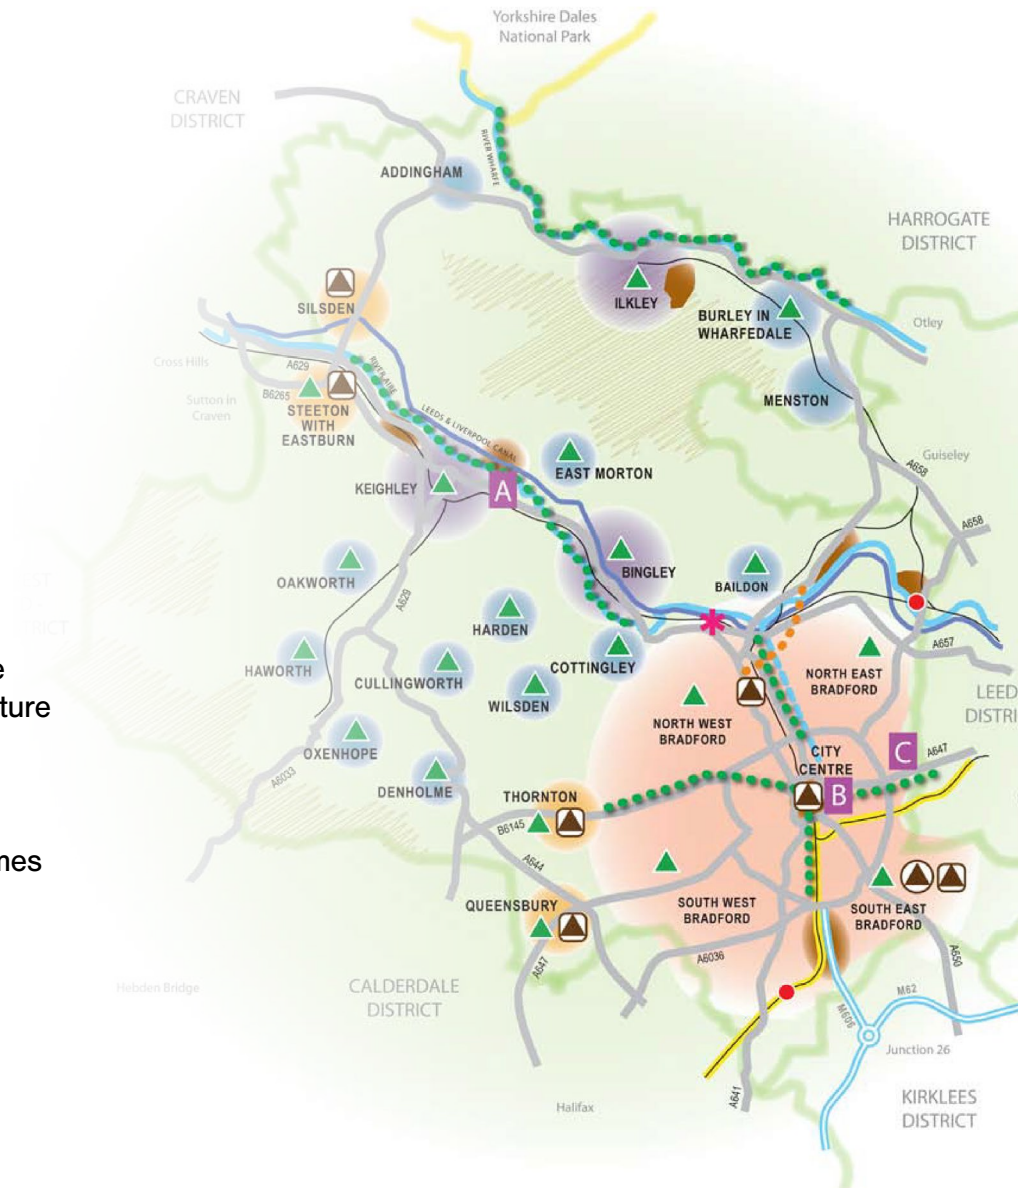 Yorkshire Dales
National Park
CRAVEN
DISTRICT
RIVER WHARFE
ADDINGHAM
HARROGATE
DISTRICT
SILSDEN
ILKLEY
BURLEY IN
WHARFEDALE
Otley
Cross Hills
A629
RIVER AIRE
B6265
Sutton in
Craven
STEETON
WITH
EASTBURN
MENSTON
LEEDS & LIVERPOOL CANAL
Guiseley
A658
EAST MORTON
KEIGHLEY
A
A658
BINGLEY
BAILDON
OAKWORTH
A629
HARDEN
A657
COTTINGLEY
HAWORTH
CULLINGWORTH
NORTH EAST
BRADFORD
WILSDEN
LEED
DISTRI
e
ture
NORTH WEST
BRADFORD
OXENHOPE
CITY
CENTRE
C
A647
A6033
DENHOLME
THORNTON
B
B6145
nes
A644
QUEENSBURY
SOUTH WEST
BRADFORD
SOUTH EAST
BRADFORD
A647
A6036
A650
Hebden Bridge
CALDERDALE
DISTRICT
M62
M606
Junction 26
A641
Halifax
KIRKLEES
DISTRICT